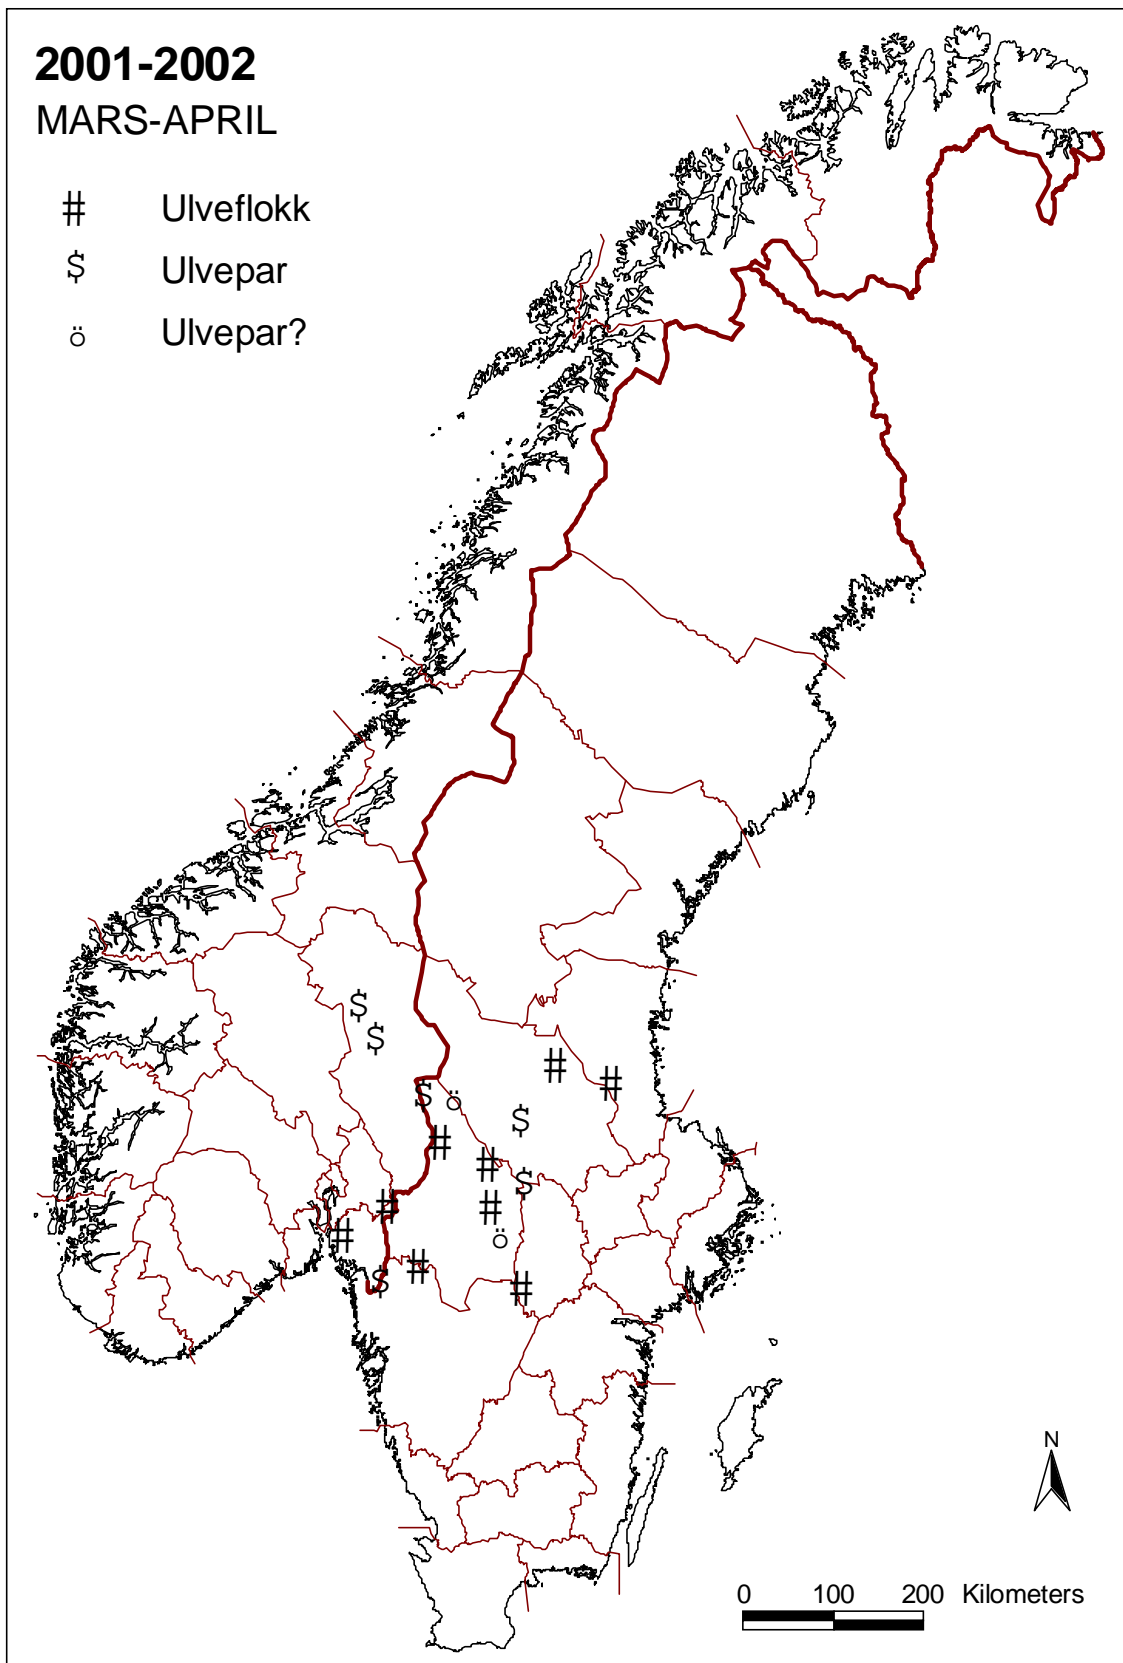 2001-2002
MARS-APRIL
# Ulveflokk
$ Ulvepar
ö Ulvepar?
$
$
#
#
$ ö
$
#
#
$
#
#
#
ö
#
$
#
N
0 100 200 Kilometers